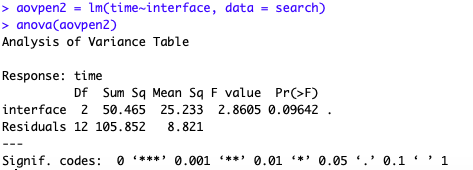 > aovpen2 = lm(time~interface, data = search)
> anova(aovpen2)
Analysis of Variance Table

Response: time
          Df  Sum Sq Mean Sq F value  Pr(>F)
interface  2  50.465  25.233  2.8605 0.09642 .
Residuals 12 105.852   8.821
---
Signif. codes:  0 ‘***’ 0.001 ‘**’ 0.01 ‘*’ 0.05 ‘.’ 0.1 ‘ ’ 1